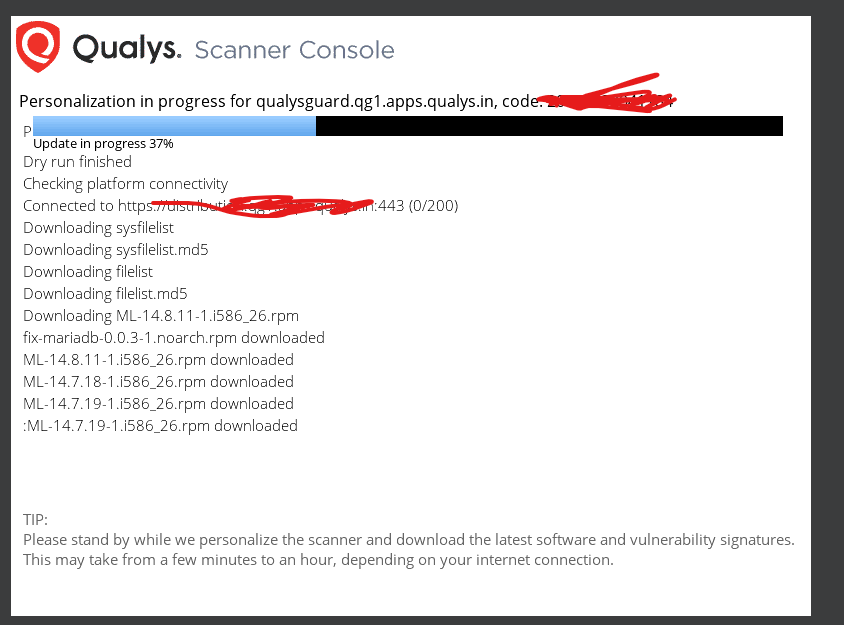 Qualys. Scanner Console
Personalization in progress for qualysguard.qg1.apps.qualys.in, code:
P
Update in progress 37%
Dry run finished
Checking platform connectivity
Connected to https://distributi :443 (0/200)
Downloading sysfilelist
Downloading sysfilelist.md5
Downloading filelist
Downloading filelist.md5
Downloading ML-14.8.11-1.i586_26.rpm
fix-mariadb-0.0.3-1.noarch.rpm downloaded
ML-14.8.11-1.i586_26.rpm downloaded
ML-14.7.18-1.i586_26.rpm downloaded
ML-14.7.19-1.i586_26.rpm downloaded
:ML-14.7.19-1.i586_26.rpm downloaded
TIP:
Please stand by while we personalize the scanner and download the latest software and vulnerability signatures.
This may take from a few minutes to an hour, depending on your internet connection.